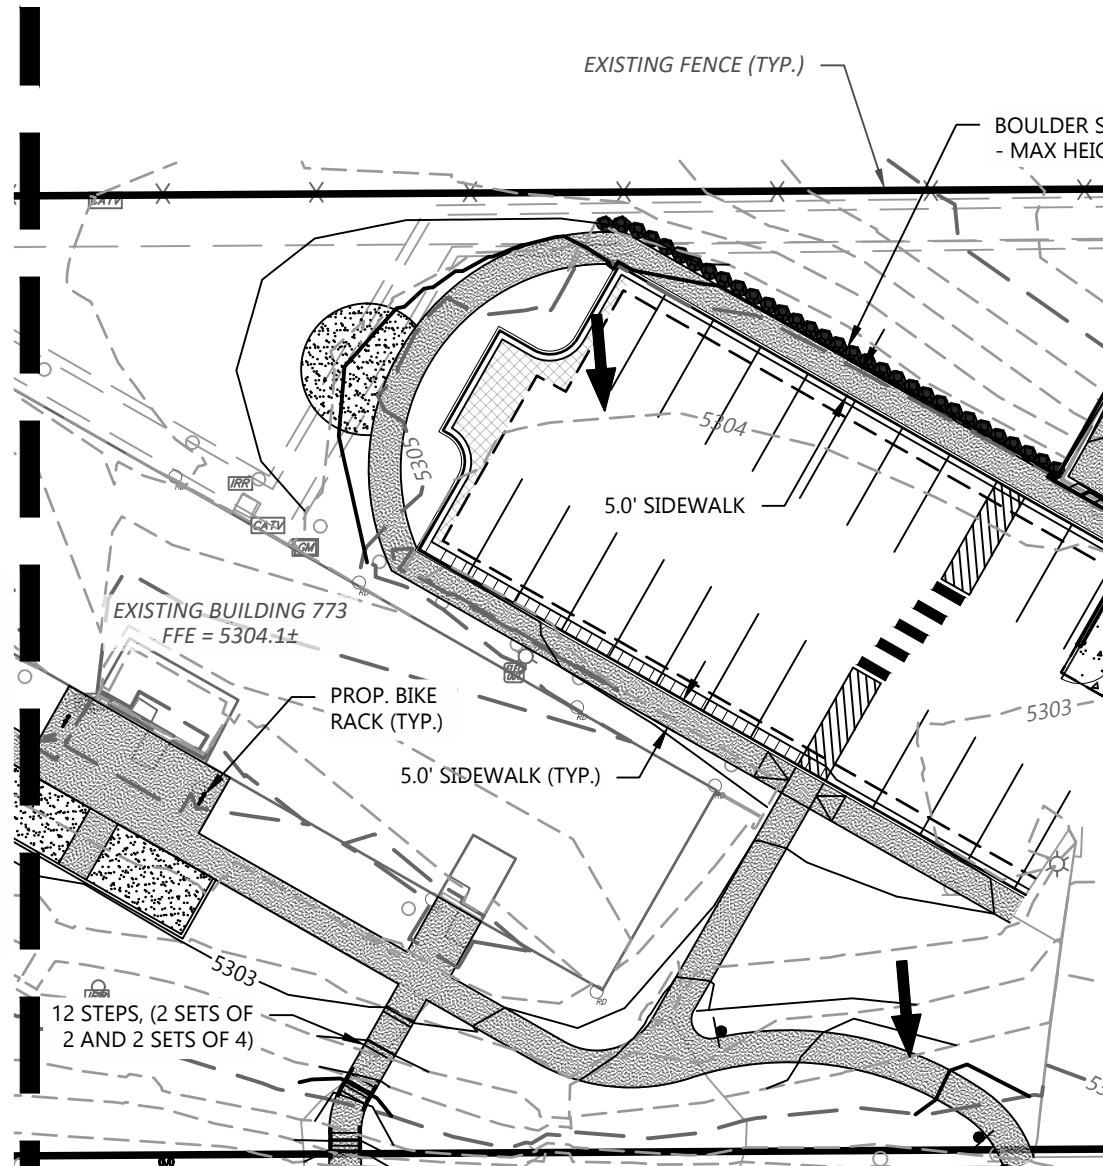 EXISTING FENCE (TYP.)
BOULDER S
- MAX HEIG
CATV
5304
5305
5.0' SIDEWALK
IRR
CATV
GM
RD
RD
EXISTING BUILDING 773
FFE = 5304.1±
PROP. BIKE
RACK (TYP.)
RD
5303
5.0' SIDEWALK (TYP.)
RD
5303
RD
12 STEPS, (2 SETS OF
2 AND 2 SETS OF 4)